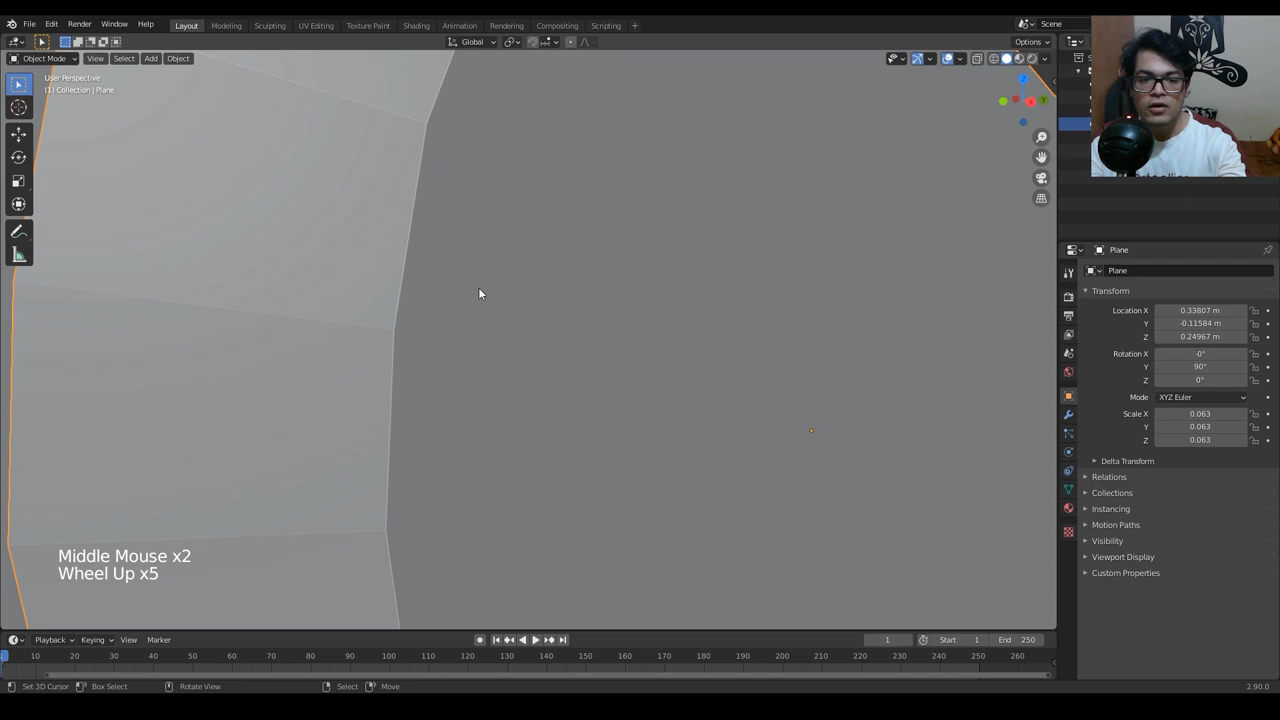 File Edit Render Window Help Layout Modeling Sculpting UV Editing Texture Paint Shading Animation Rendering Compositing Scripting + Scene
Global Options
Object Mode View Select Add Object
User Perspective
(1) Collection | Plane
Z
X
Y
Plane
Plane
Transform
Location X 0.33807 m
Y -0.11584 m
Z 0.24967 m
Rotation X -0°
Y 90°
Z 0°
Mode XYZ Euler
Scale X 0.063
Y 0.063
Z 0.063
Delta Transform
Relations
Collections
Instancing
Motion Paths
Visibility
Viewport Display
Custom Properties
Middle Mouse x2
Wheel Up x5
Playback Keying View Marker 1 Start 1 End 250
10 20 30 40 50 60 70 80 90 100 110 120 130 140 150 160 170 180 190 200 210 220 230 240 250 260
Set 3D Cursor Box Select Rotate View Select Move 2.90.0